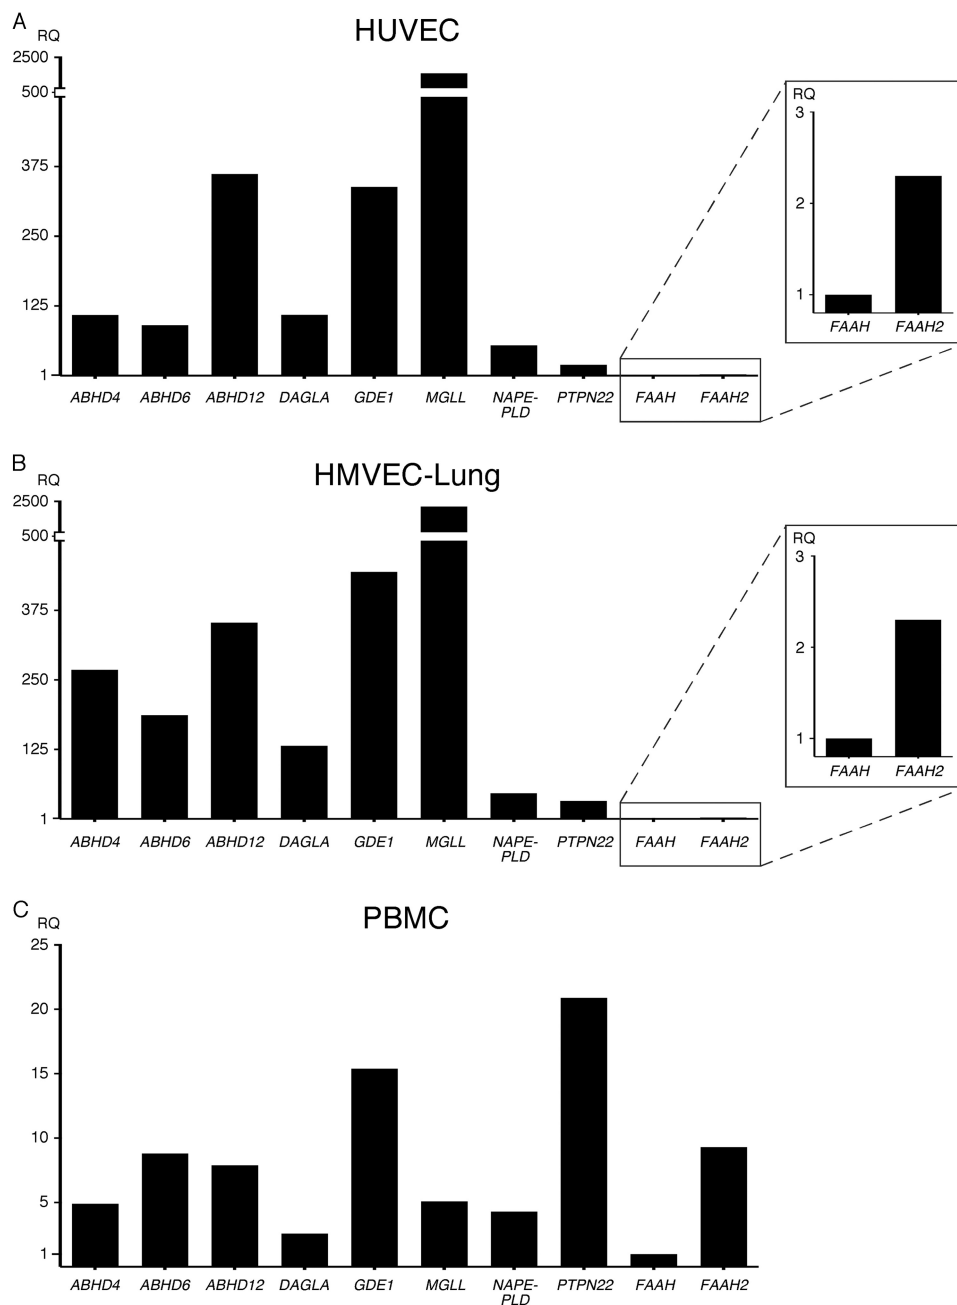 A
HUVEC
RQ
2500
500
375
250
125
1
ABHD4 ABHD6 ABHD12 DAGLA GDE1 MGLL NAPE- PTPN22 FAAH FAAH2
PLD
RQ
3
2
1
FAAH FAAH2
B
HMVEC-Lung
RQ
2500
500
375
250
125
1
ABHD4 ABHD6 ABHD12 DAGLA GDE1 MGLL NAPE- PTPN22 FAAH FAAH2
PLD
RQ
3
2
1
FAAH FAAH2
C
PBMC
RQ
25
20
15
10
5
1
ABHD4 ABHD6 ABHD12 DAGLA GDE1 MGLL NAPE- PTPN22 FAAH FAAH2
PLD